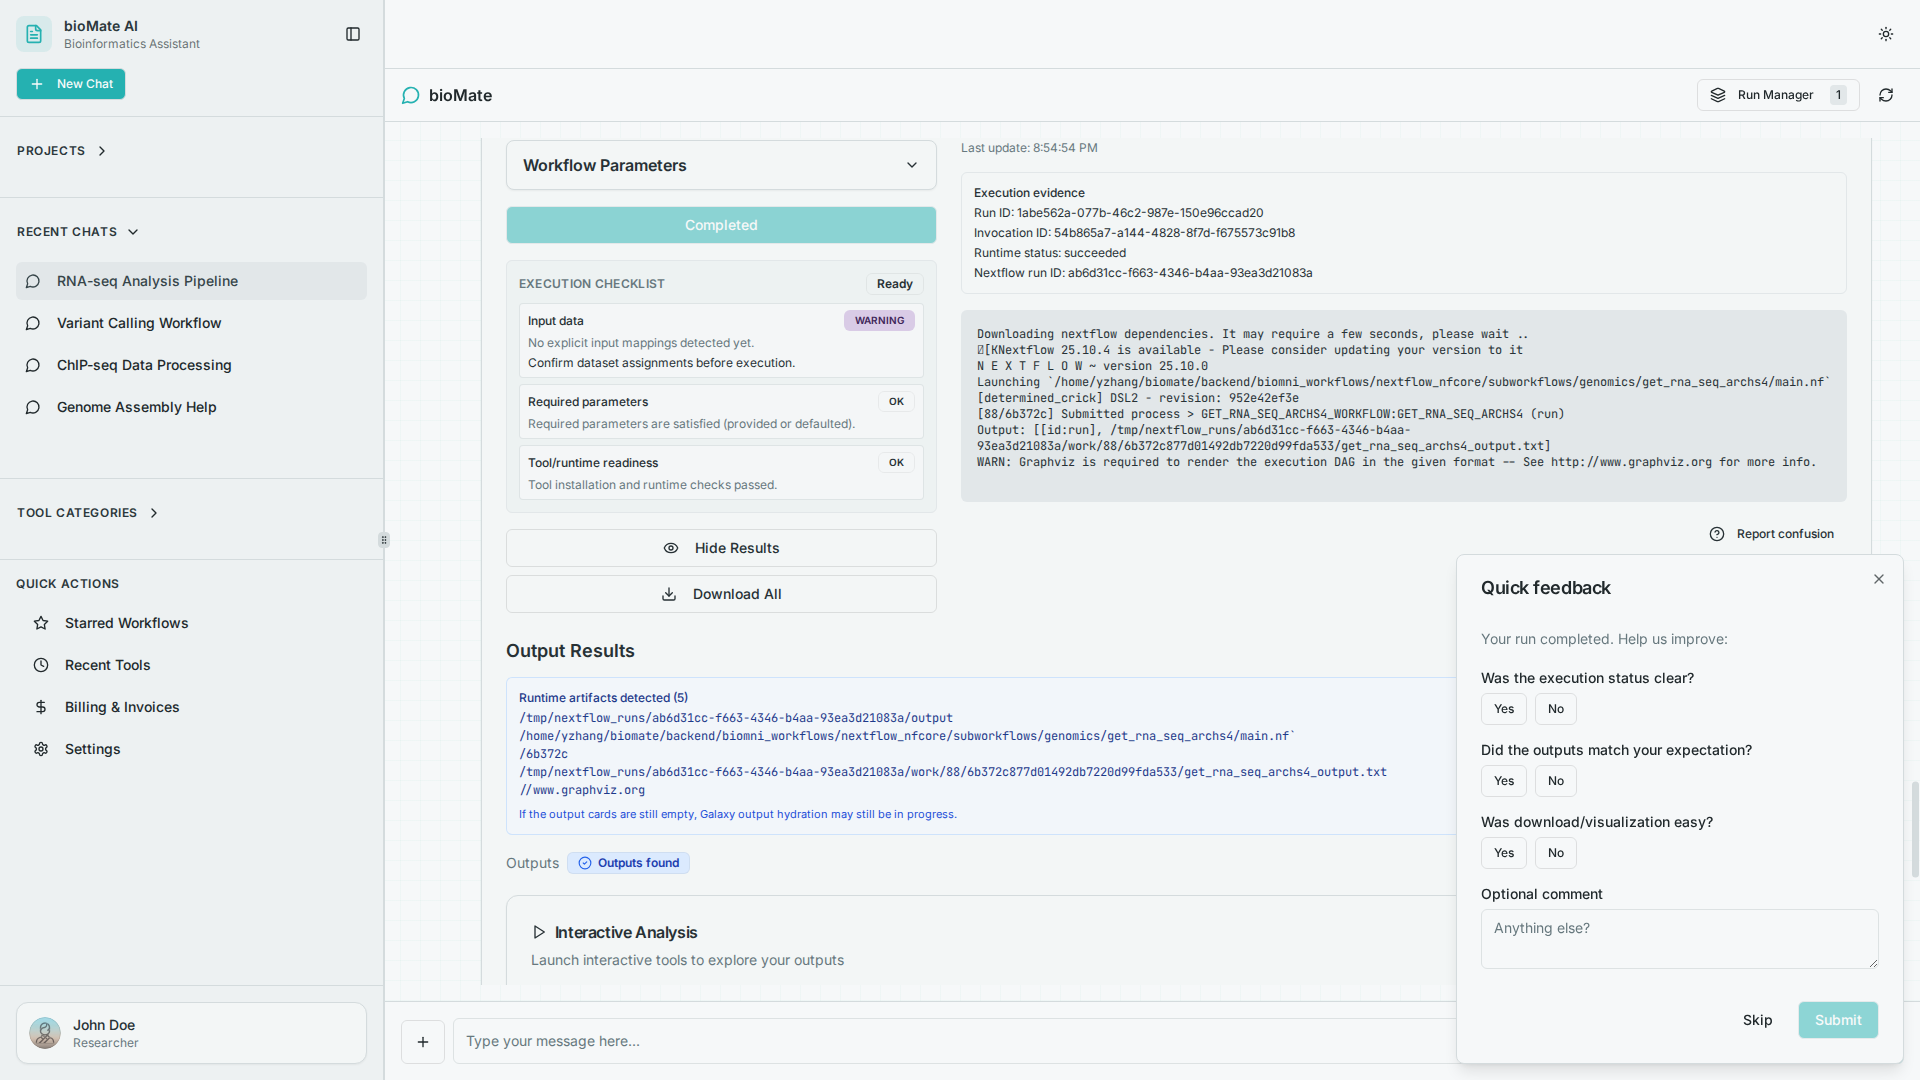 bioMate AI
Bioinformatics Assistant
New Chat
PROJECTS
RECENT CHATS
RNA-seq Analysis Pipeline
Variant Calling Workflow
ChIP-seq Data Processing
Genome Assembly Help
TOOL CATEGORIES
QUICK ACTIONS
Starred Workflows
Recent Tools
Billing & Invoices
Settings
John Doe
Researcher
bioMate
Run Manager 1
Workflow Parameters
Completed
EXECUTION CHECKLIST Ready
Input data WARNING
No explicit input mappings detected yet.
Confirm dataset assignments before execution.
Required parameters OK
Required parameters are satisfied (provided or defaulted).
Tool/runtime readiness OK
Tool installation and runtime checks passed.
Hide Results
Download All
Last update: 8:54:54 PM
Execution evidence
Run ID: 1abe562a-077b-46c2-987e-150e96ccad20
Invocation ID: 54b865a7-a144-4828-8f7d-f675573c91b8
Runtime status: succeeded
Nextflow run ID: ab6d31cc-f663-4346-b4aa-93ea3d21083a
Downloading nextflow dependencies. It may require a few seconds, please wait ..
[KNextflow 25.10.4 is available - Please consider updating your version to it
N E X T F L O W ~ version 25.10.0
Launching `/home/yzhang/biomate/backend/biomni_workflows/nextflow_nfcore/subworkflows/genomics/get_rna_seq_archs4/main.nf`
[determined_crick] DSL2 - revision: 952e42ef3e
[88/6b372c] Submitted process > GET_RNA_SEQ_ARCHS4_WORKFLOW:GET_RNA_SEQ_ARCHS4 (run)
Output: [[id:run], /tmp/nextflow_runs/ab6d31cc-f663-4346-b4aa-
93ea3d21083a/work/88/6b372c877d01492db7220d99fda533/get_rna_seq_archs4_output.txt]
WARN: Graphviz is required to render the execution DAG in the given format -- See http://www.graphviz.org for more info.
Report confusion
Output Results
Runtime artifacts detected (5)
/tmp/nextflow_runs/ab6d31cc-f663-4346-b4aa-93ea3d21083a/output
/home/yzhang/biomate/backend/biomni_workflows/nextflow_nfcore/subworkflows/genomics/get_rna_seq_archs4/main.nf`
/6b372c
/tmp/nextflow_runs/ab6d31cc-f663-4346-b4aa-93ea3d21083a/work/88/6b372c877d01492db7220d99fda533/get_rna_seq_archs4_output.txt
//www.graphviz.org
If the output cards are still empty, Galaxy output hydration may still be in progress.
Outputs Outputs found
Interactive Analysis
Launch interactive tools to explore your outputs
Type your message here...
Quick feedback
Your run completed. Help us improve:
Was the execution status clear?
Yes No
Did the outputs match your expectation?
Yes No
Was download/visualization easy?
Yes No
Optional comment
Anything else?
Skip Submit